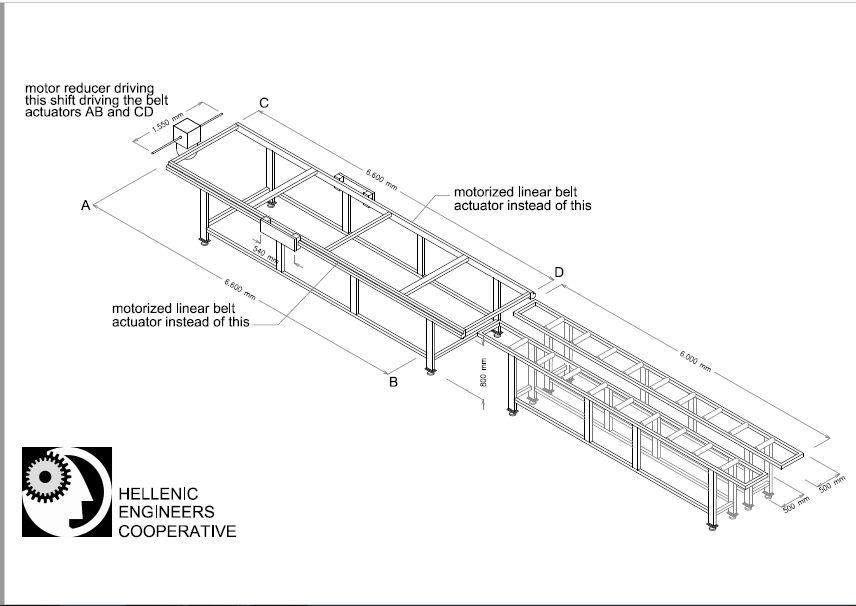 motor reducer driving
this shift driving the belt
actuators AB and CD
1.550 mm
C
6.600 mm
A
motorized linear belt
actuator instead of this
540 mm
6.600 mm
D
motorized linear belt
actuator instead of this
B
800 mm
6.000 mm
500 mm
500 mm
HELLENIC
ENGINEERS
COOPERATIVE